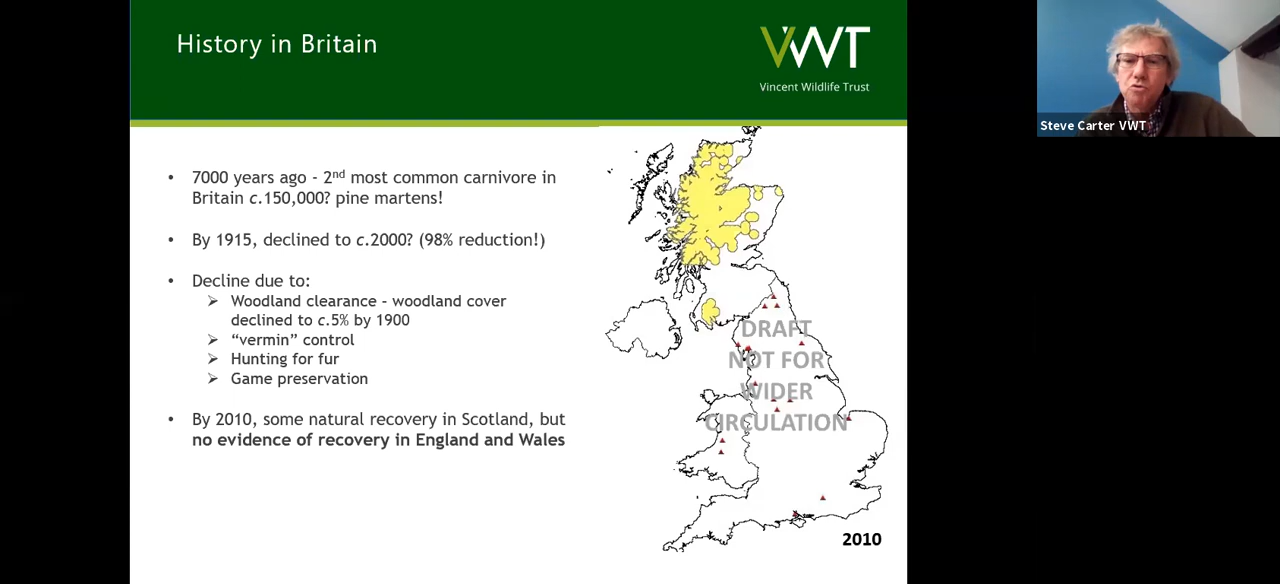 History in Britain
VWT
Vincent Wildlife Trust
Steve Carter VWT
• 7000 years ago - 2nd most common carnivore in
Britain c.150,000? pine martens!
• By 1915, declined to c.2000? (98% reduction!)
• Decline due to:
➢ Woodland clearance – woodland cover
declined to c.5% by 1900
➢ “vermin” control
➢ Hunting for fur
➢ Game preservation
• By 2010, some natural recovery in Scotland, but
no evidence of recovery in England and Wales
DRAFT
NOT FOR
WIDER
CIRCULATION
2010